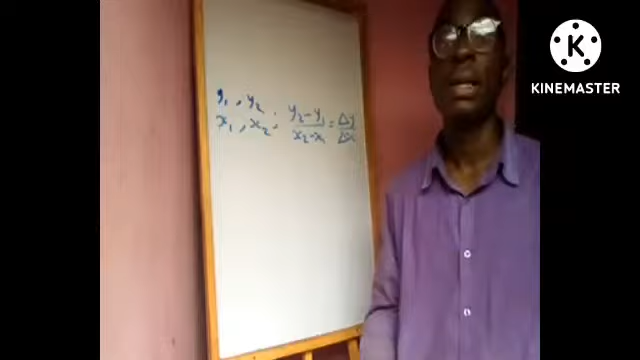 y₁, y₂. y₂-y₁/x₂-x₁ = Δy/Δx
x₁, x₂.
KINEMASTER